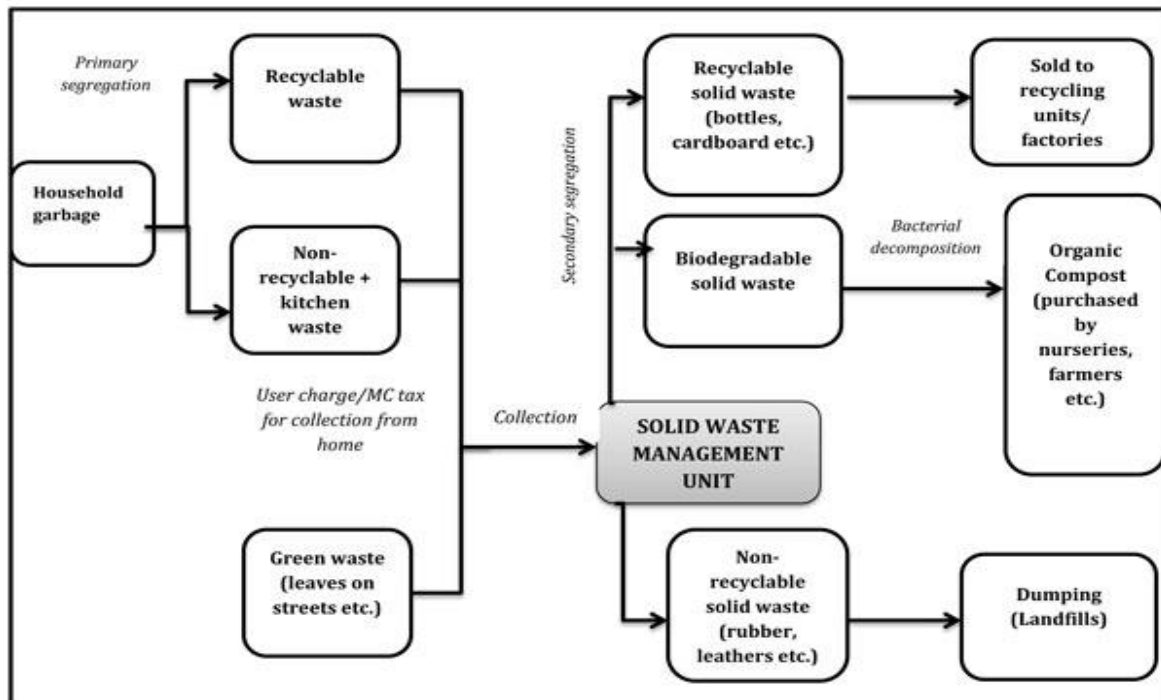 Primary
segregation
Recyclable
waste
Household
garbage
Non-
recyclable +
kitchen
waste
User charge/MC tax
for collection from
home
Green waste
(leaves on
streets etc.)
Collection
SOLID WASTE
MANAGEMENT
UNIT
Secondary segregation
Recyclable
solid waste
(bottles,
cardboard etc.)
Sold to
recycling
units/
factories
Biodegradable
solid waste
Bacterial
decomposition
Organic
Compost
(purchased
by
nurseries,
farmers
etc.)
Non-
recyclable
solid waste
(rubber,
leathers etc.)
Dumping
(Landfills)